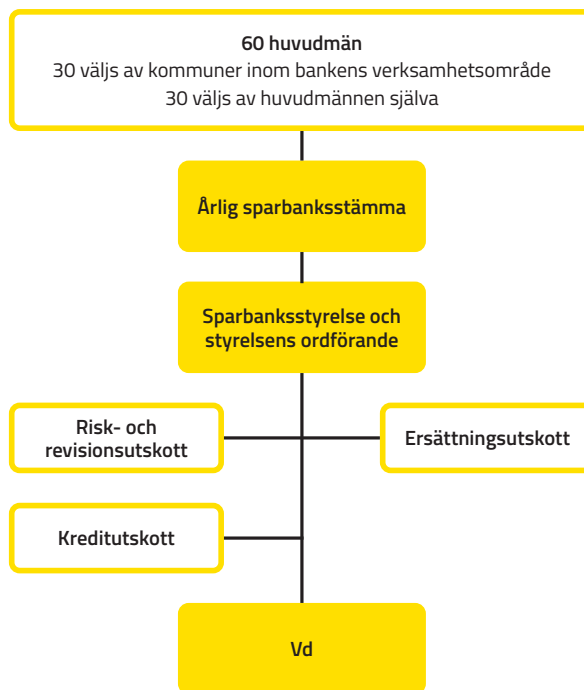 60 huvudmän
30 väljs av kommuner inom bankens verksamhetsområde
30 väljs av huvudmännen själva
Årlig sparbanksstämma
Sparbanksstyrelse och
styrelsens ordförande
Risk- och
revisionsutskott
Ersättningsutskott
Kreditutskott
Vd